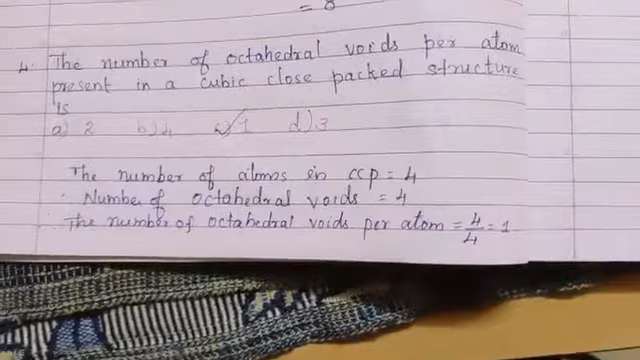 = 8
4. The number of octahedral voids per atom
present in a cubic close packed structure
is
a) 2 b) 4 c) 1 d) 3
The number of atoms in ccp = 4
Number of octahedral voids = 4
The number of octahedral voids per atom = 4/4 = 1